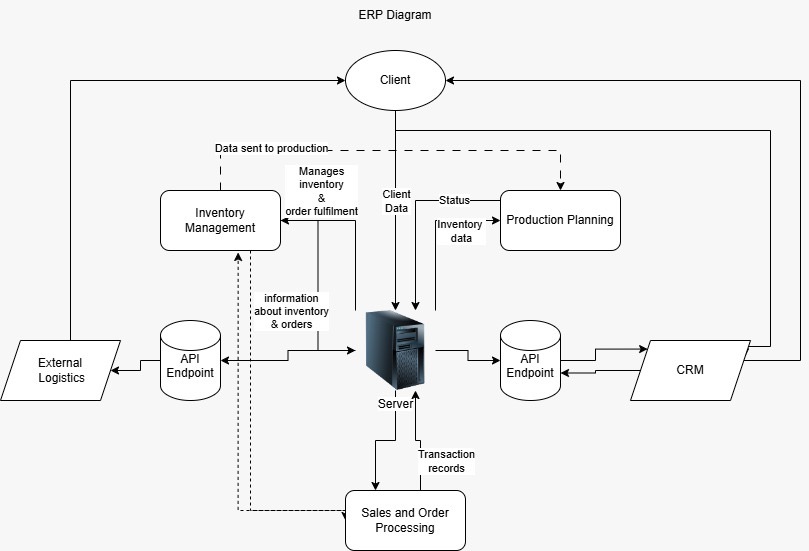 ERP Diagram
Client
Data sent to production
Manages
inventory
&
order fulfilment
Client
Data
Status
Inventory
data
Inventory
Management
Production Planning
information
about inventory
& orders
External
Logistics
API
Endpoint
API
Endpoint
CRM
Server
Transaction
records
Sales and Order
Processing